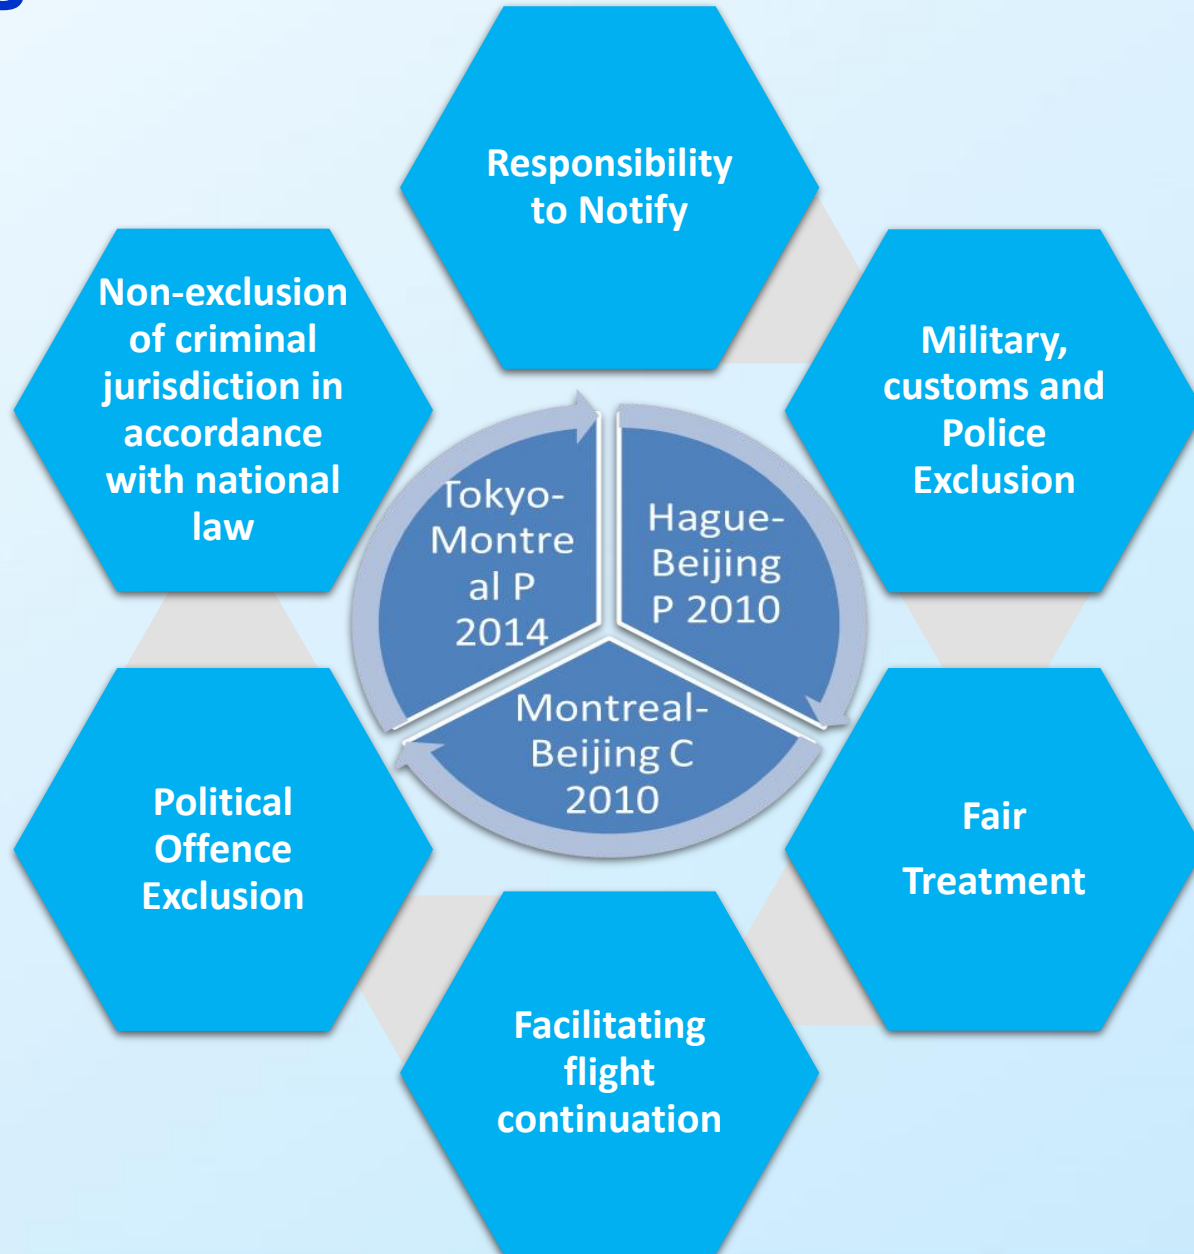 Responsibility
to Notify
Non-exclusion
of criminal
jurisdiction in
accordance
with national
law
Military,
customs and
Police
Exclusion
Tokyo-
Montre
al P
2014
Hague-
Beijing
P 2010
Montreal-
Beijing C
2010
Political
Offence
Exclusion
Fair
Treatment
Facilitating
flight
continuation